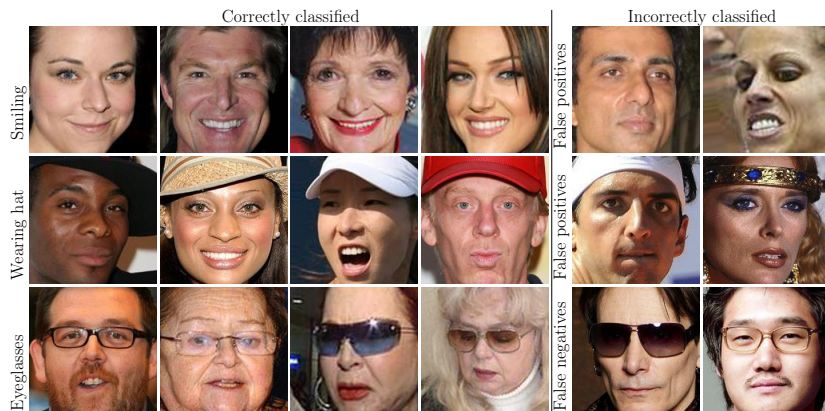 Correctly classified
Incorrectly classified
Smiling
False positives
Wearing hat
False positives
Eyeglasses
False negatives